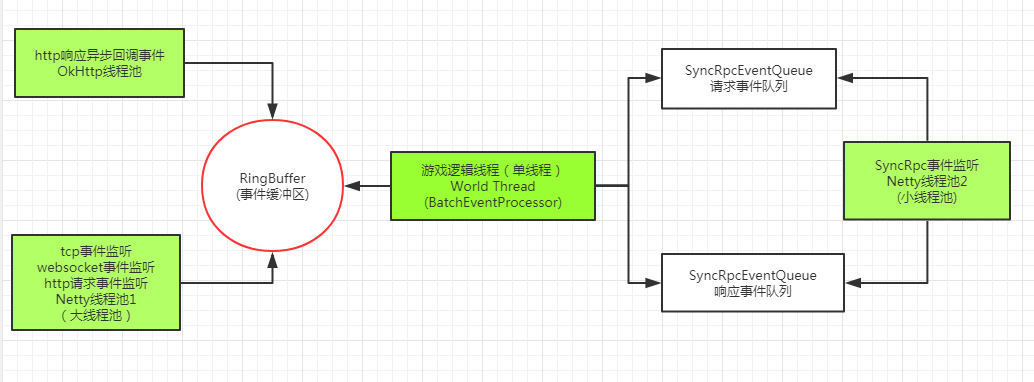 http响应异步回调事件
OkHttp线程池
RingBuffer
(事件缓冲区)
tcp事件监听
websocket事件监听
http请求事件监听
Netty线程池1
（大线程池）
游戏逻辑线程（单线程）
World Thread
(BatchEventProcessor)
SyncRpcEventQueue
请求事件队列
SyncRpc事件监听
Netty线程池2
(小线程池)
SyncRpcEventQueue
响应事件队列